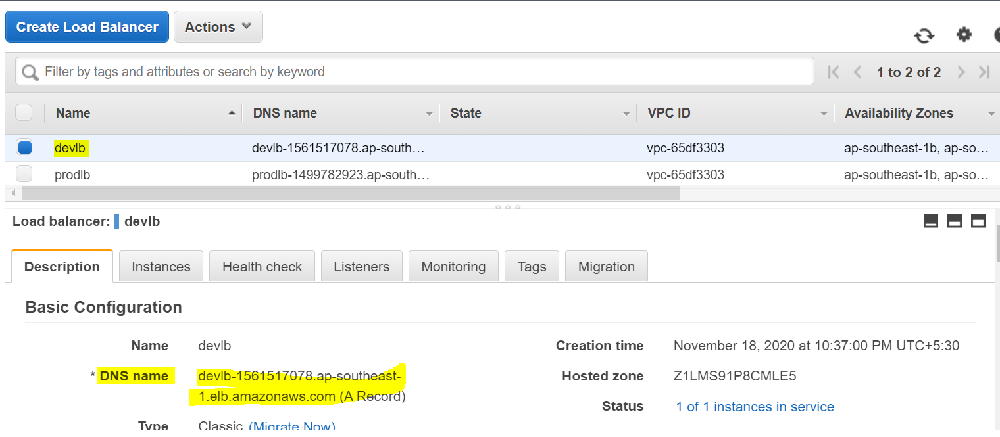 Create Load Balancer Actions
Filter by tags and attributes or search by keyword 1 to 2 of 2
Name DNS name State VPC ID Availability Zones
devlb devlb-1561517078.ap-south… vpc-65df3303 ap-southeast-1b, ap-so…
prodlb prodlb-1499782923.ap-south… vpc-65df3303 ap-southeast-1b, ap-so…
Load balancer: devlb
Description Instances Health check Listeners Monitoring Tags Migration
Basic Configuration
Name devlb Creation time November 18, 2020 at 10:37:00 PM UTC+5:30
* DNS name devlb-1561517078.ap-southeast- Hosted zone Z1LMS91P8CMLE5
1.elb.amazonaws.com (A Record)
Status 1 of 1 instances in service
Type Classic (Migrate Now)